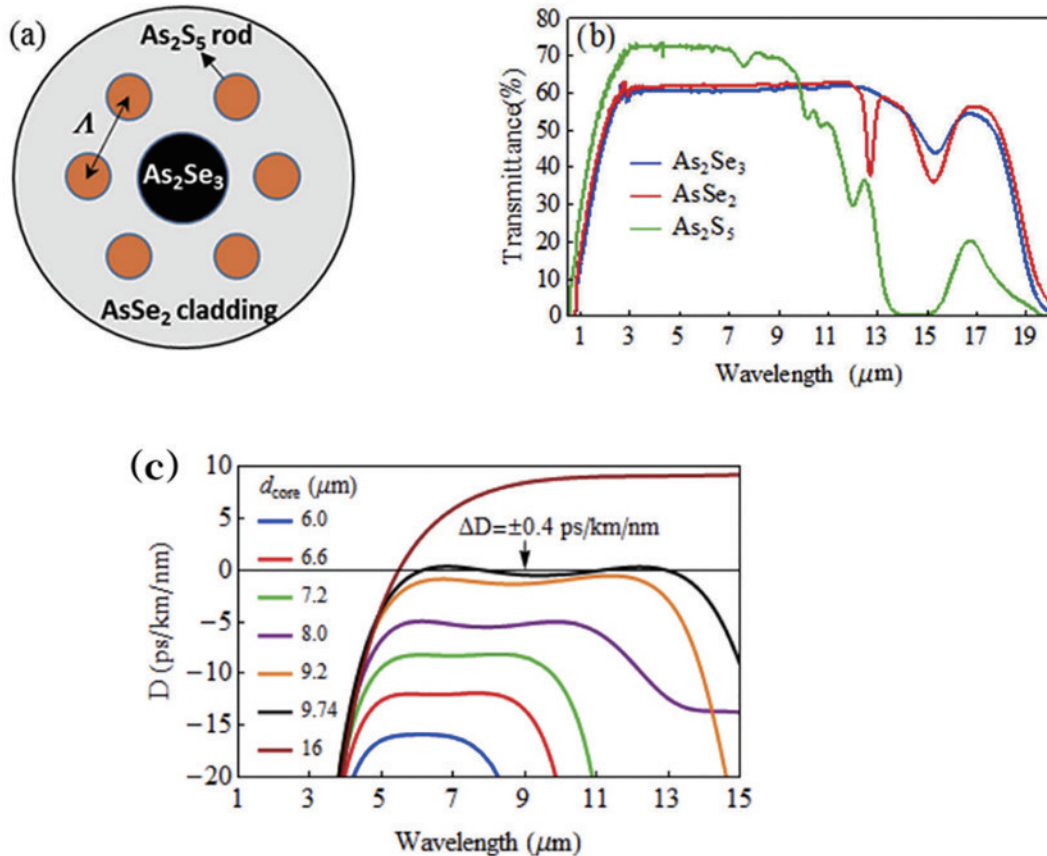 (a)
As₂S₅ rod
Λ
As₂Se₃
AsSe₂ cladding
(b)
Transmittance(%)
80
70
60
50
40
30
20
10
0
As₂Se₃
AsSe₂
As₂S₅
1 3 5 7 9 11 13 15 17 19
Wavelength (μm)
(c)
D (ps/km/nm)
10
0
−5
−10
−15
−20
d core (μm)
6.0
6.6
7.2
8.0
9.2
9.74
16
ΔD=±0.4 ps/km/nm
1 3 5 7 9 11 13 15
Wavelength (μm)